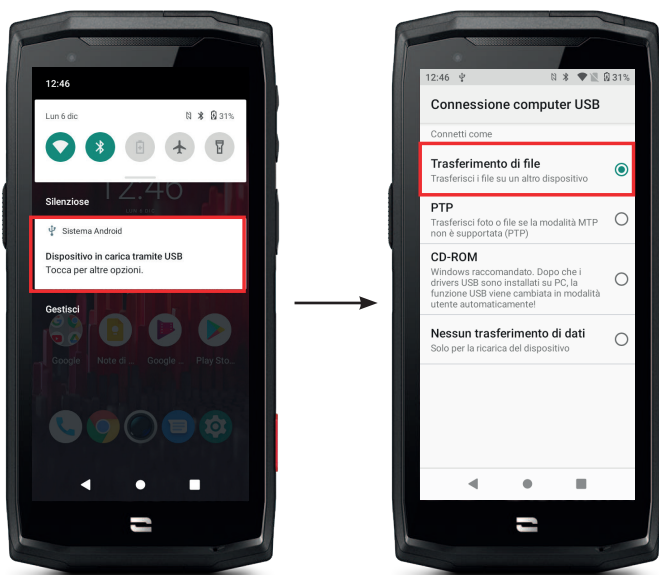 12:46
Lun 6 dic
31%
Silenziose
Sistema Android
Dispositivo in carica tramite USB
Tocca per altre opzioni.
Gestisci
Google
Note di ...
Google ...
Play Sto...
12:46
31%
Connessione computer USB
Connetti come
Trasferimento di file
Trasferisci i file su un altro dispositivo
PTP
Trasferisci foto o file se la modalità MTP
non è supportata (PTP)
CD-ROM
Windows raccomandato. Dopo che i
drivers USB sono installati su PC, la
funzione USB viene cambiata in modalità
utente automaticamente!
Nessun trasferimento di dati
Solo per la ricarica del dispositivo